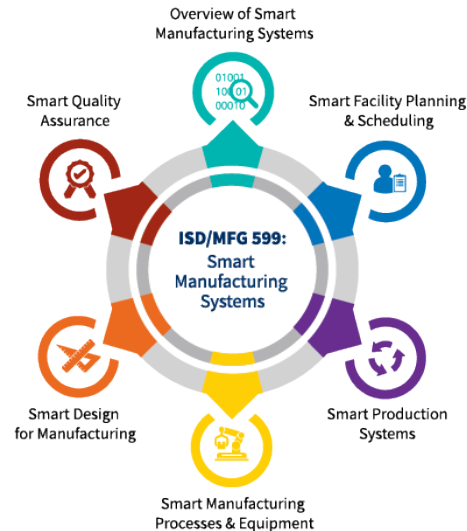 Overview of Smart
Manufacturing Systems
01001
10001
00010
Smart Quality
Assurance
Smart Facility Planning
& Scheduling
ISD/MFG 599:
Smart
Manufacturing
Systems
Smart Design
for Manufacturing
Smart Production
Systems
Smart Manufacturing
Processes & Equipment